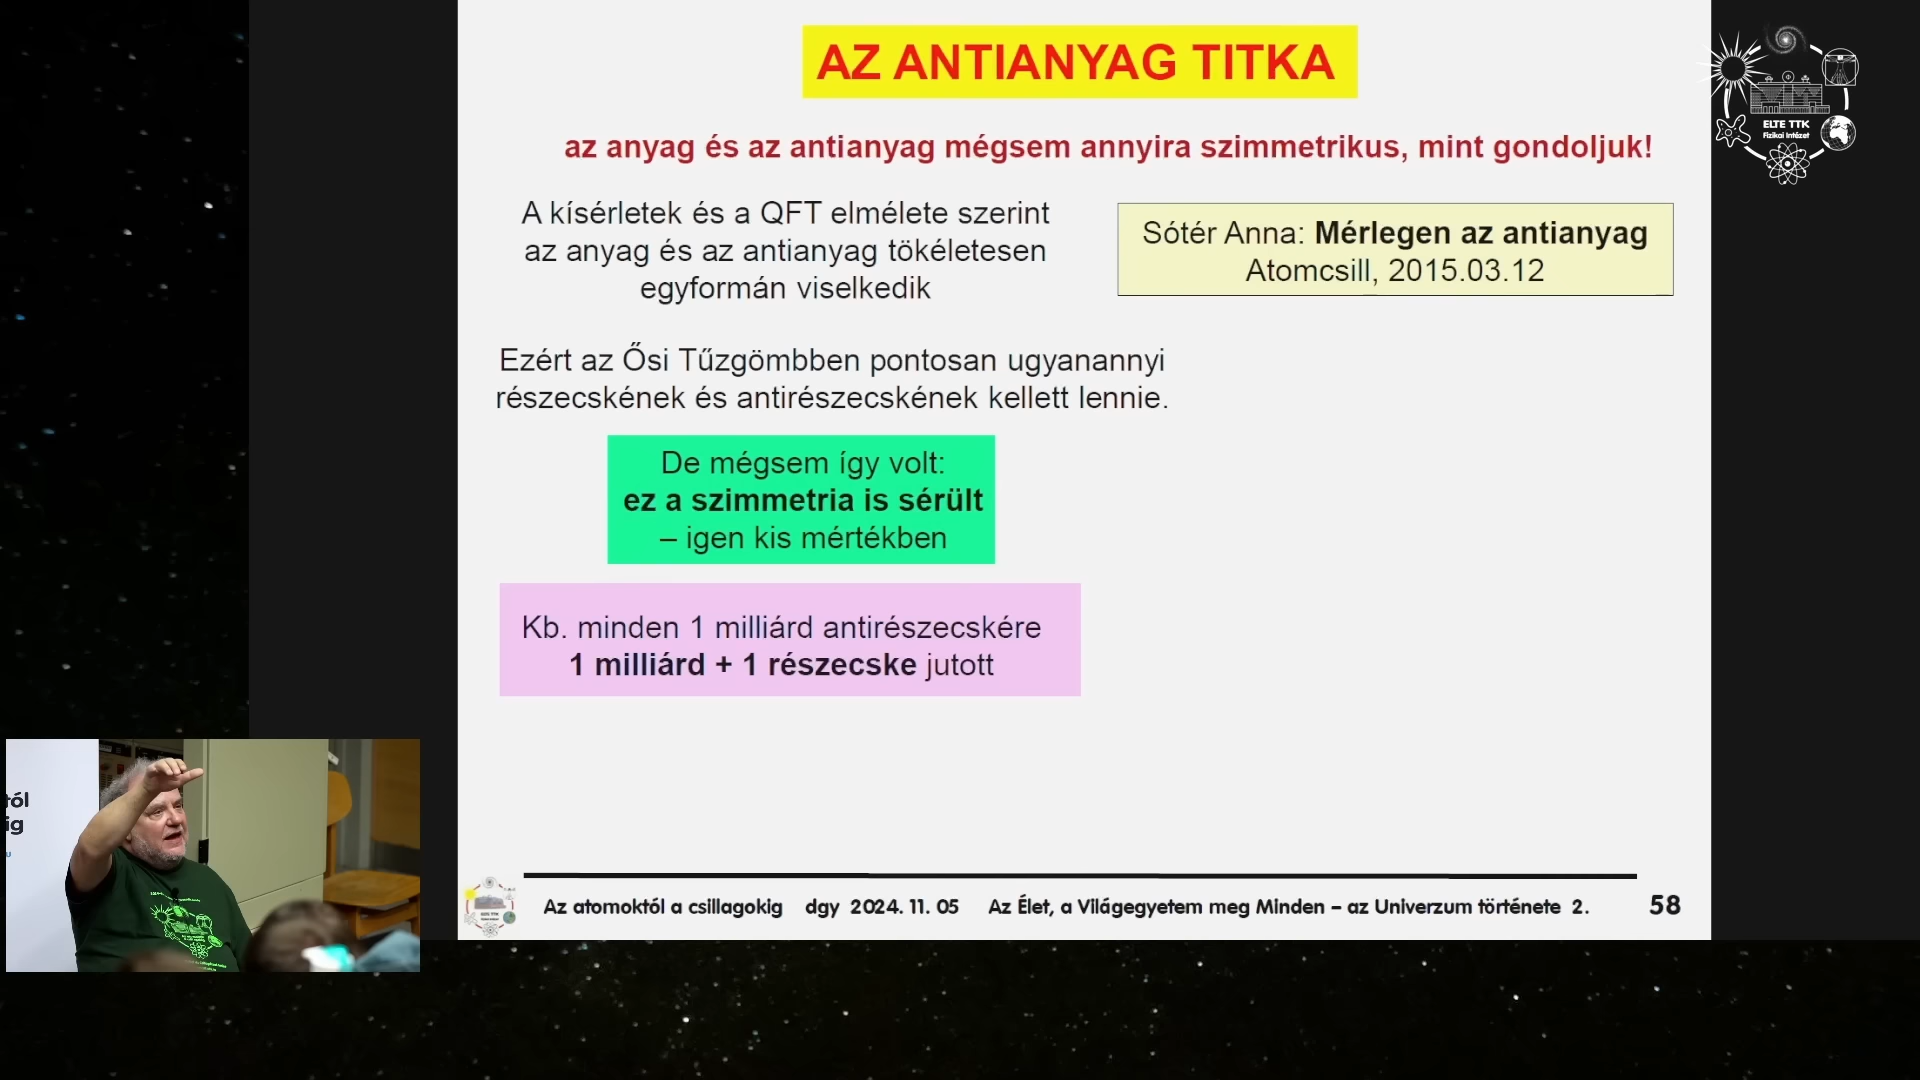 AZ ANTIANYAG TITKA
az anyag és az antianyag mégsem annyira szimmetrikus, mint gondoljuk!
A kísérletek és a QFT elmélete szerint
az anyag és az antianyag tökéletesen
egyformán viselkedik
Sótér Anna: Mérlegen az antianyag
Atomcsill, 2015.03.12
Ezért az Ősi Tűzgömbben pontosan ugyanannyi
részecskének és antirészecskének kellett lennie.
De mégsem így volt:
ez a szimmetria is sérült
– igen kis mértékben
Kb. minden 1 milliárd antirészecskére
1 milliárd + 1 részecske jutott
Az atomoktól a csillagokig dgy 2024. 11. 05 Az Élet, a Világegyetem meg Minden – az Univerzum története 2. 58
ELTE TTK
Fizikai Intézet
tól
ig